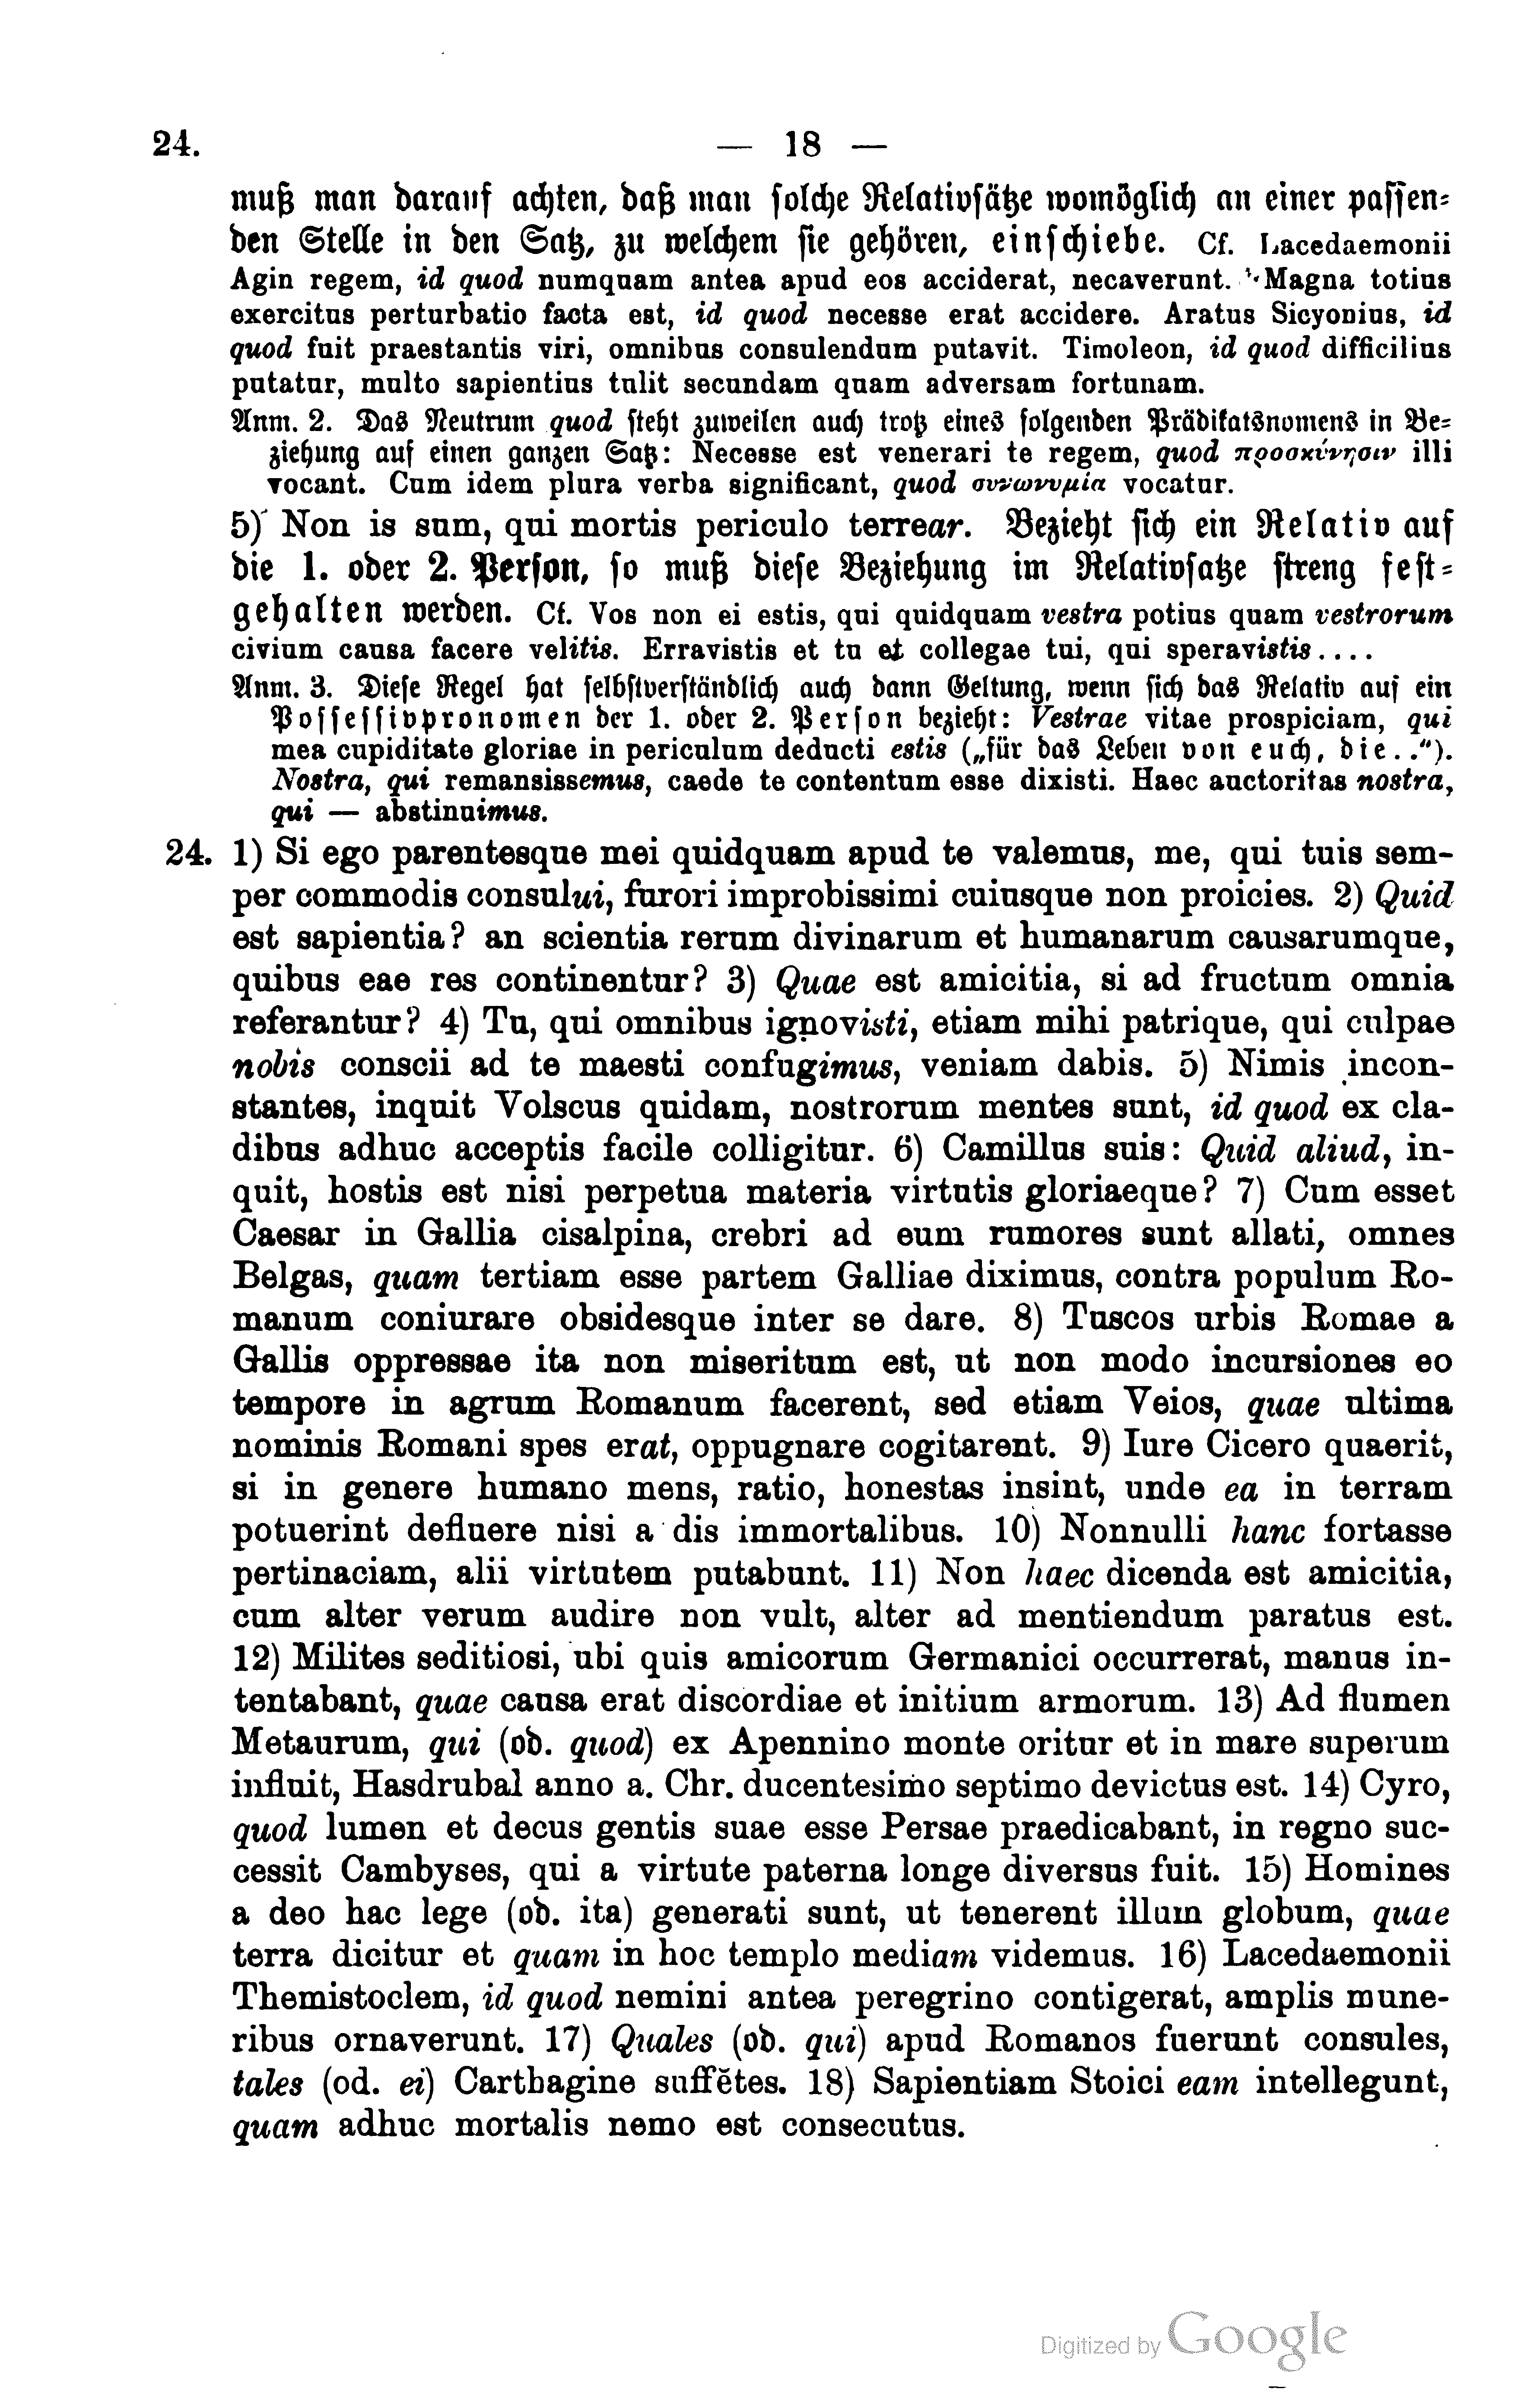 24. — 18 —
muß man darauf achten, daß man solche Relativsätze womöglich an einer passen=
den Stelle in den Satz, zu welchem sie gehören, einschiebe. Cf. Lacedaemonii
Agin regem, id quod numquam antea apud eos acciderat, necaverunt. Magna totius
exercitus perturbatio facta est, id quod necesse erat accidere. Aratus Sicyonius, id
quod fuit praestantis viri, omnibus consulendum putavit. Timoleon, id quod difficilius
putatur, multo sapientius tulit secundam quam adversam fortunam.
Anm. 2. Das Neutrum quod steht zuweilen auch trotz eines folgenden Prädikatsnomens in Be=
ziehung auf einen ganzen Satz: Necesse est venerari te regem, quod προσκύνησιν illi
vocant. Cum idem plura verba significant, quod συνωνυμία vocatur.
5) Non is sum, qui mortis periculo terrear. Bezieht sich ein Relativ auf
die 1. oder 2. Person, so muß diese Beziehung im Relativsatze streng fest=
gehalten werden. Cf. Vos non ei estis, qui quidquam vestra potius quam vestrorum
civium causa facere velitis. Erravistis et tu et collegae tui, qui speravistis....
Anm. 3. Diese Regel hat selbstverständlich auch dann Geltung, wenn sich das Relativ auf ein
Possessivpronomen der 1. oder 2. Person bezieht: Vestrae vitae prospiciam, qui
mea cupiditate gloriae in periculum deducti estis („für das Leben von euch, die..“).
Nostra, qui remansissemus, caede te contentum esse dixisti. Haec auctoritas nostra,
qui — abstinuimus.
24. 1) Si ego parentesque mei quidquam apud te valemus, me, qui tuis sem-
per commodis consului, furori improbissimi cuiusque non proicies. 2) Quid
est sapientia? an scientia rerum divinarum et humanarum causarumque,
quibus eae res continentur? 3) Quae est amicitia, si ad fructum omnia
referantur? 4) Tu, qui omnibus ignovisti, etiam mihi patrique, qui culpae
nobis conscii ad te maesti confugimus, veniam dabis. 5) Nimis incon-
stantes, inquit Volscus quidam, nostrorum mentes sunt, id quod ex cla-
dibus adhuc acceptis facile colligitur. 6) Camillus suis: Quid aliud, in-
quit, hostis est nisi perpetua materia virtutis gloriaeque? 7) Cum esset
Caesar in Gallia cisalpina, crebri ad eum rumores sunt allati, omnes
Belgas, quam tertiam esse partem Galliae diximus, contra populum Ro-
manum coniurare obsidesque inter se dare. 8) Tuscos urbis Romae a
Gallis oppressae ita non miseritum est, ut non modo incursiones eo
tempore in agrum Romanum facerent, sed etiam Veios, quae ultima
nominis Romani spes erat, oppugnare cogitarent. 9) Iure Cicero quaerit,
si in genere humano mens, ratio, honestas insint, unde ea in terram
potuerint defluere nisi a dis immortalibus. 10) Nonnulli hanc fortasse
pertinaciam, alii virtutem putabunt. 11) Non haec dicenda est amicitia,
cum alter verum audire non vult, alter ad mentiendum paratus est.
12) Milites seditiosi, ubi quis amicorum Germanici occurrerat, manus in-
tentabant, quae causa erat discordiae et initium armorum. 13) Ad flumen
Metaurum, qui (od. quod) ex Apennino monte oritur et in mare superum
influit, Hasdrubal anno a. Chr. ducentesimo septimo devictus est. 14) Cyro,
quod lumen et decus gentis suae esse Persae praedicabant, in regno suc-
cessit Cambyses, qui a virtute paterna longe diversus fuit. 15) Homines
a deo hac lege (od. ita) generati sunt, ut tenerent illum globum, quae
terra dicitur et quam in hoc templo mediam videmus. 16) Lacedaemonii
Themistoclem, id quod nemini antea peregrino contigerat, amplis mune-
ribus ornaverunt. 17) Quales (od. qui) apud Romanos fuerunt consules,
tales (od. ei) Carthagine suffĕtes. 18) Sapientiam Stoici eam intellegunt,
quam adhuc mortalis nemo est consecutus.
Digitized by Google